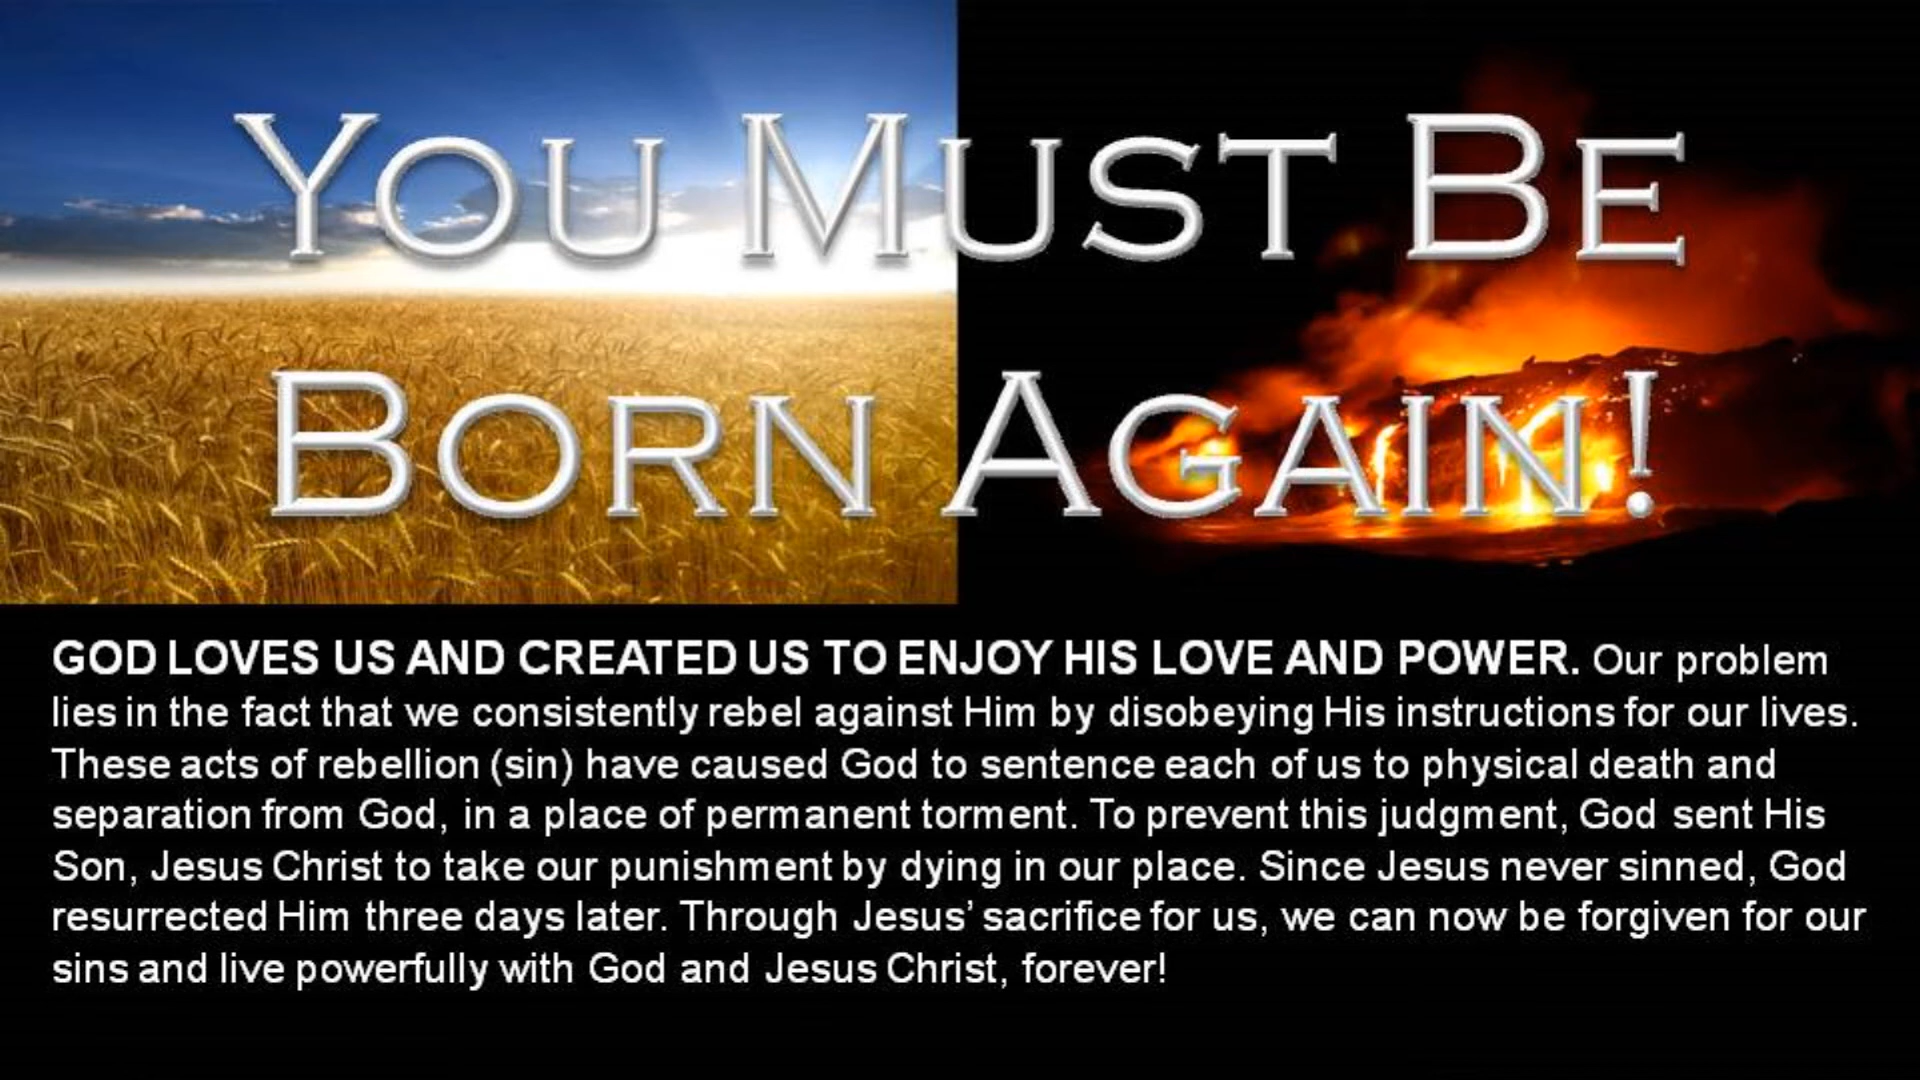 You Must Be
Born Again!
GOD LOVES US AND CREATED US TO ENJOY HIS LOVE AND POWER. Our problem
lies in the fact that we consistently rebel against Him by disobeying His instructions for our lives.
These acts of rebellion (sin) have caused God to sentence each of us to physical death and
separation from God, in a place of permanent torment. To prevent this judgment, God sent His
Son, Jesus Christ to take our punishment by dying in our place. Since Jesus never sinned, God
resurrected Him three days later. Through Jesus’ sacrifice for us, we can now be forgiven for our
sins and live powerfully with God and Jesus Christ, forever!